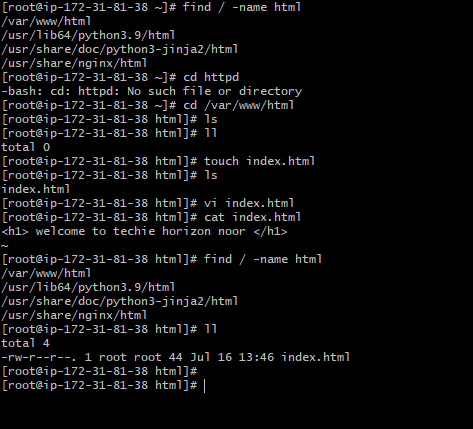 [root@ip-172-31-81-38 ~]# find / -name html
/var/www/html
/usr/lib64/python3.9/html
/usr/share/doc/python3-jinja2/html
/usr/share/nginx/html
[root@ip-172-31-81-38 ~]# cd httpd
-bash: cd: httpd: No such file or directory
[root@ip-172-31-81-38 ~]# cd /var/www/html
[root@ip-172-31-81-38 html]# ls
[root@ip-172-31-81-38 html]# ll
total 0
[root@ip-172-31-81-38 html]# touch index.html
[root@ip-172-31-81-38 html]# ls
index.html
[root@ip-172-31-81-38 html]# vi index.html
[root@ip-172-31-81-38 html]# cat index.html
<h1> welcome to techie horizon noor </h1>
~
[root@ip-172-31-81-38 html]# find / -name html
/var/www/html
/usr/lib64/python3.9/html
/usr/share/doc/python3-jinja2/html
/usr/share/nginx/html
[root@ip-172-31-81-38 html]# ll
total 4
-rw-r--r--. 1 root root 44 Jul 16 13:46 index.html
[root@ip-172-31-81-38 html]#
[root@ip-172-31-81-38 html]#